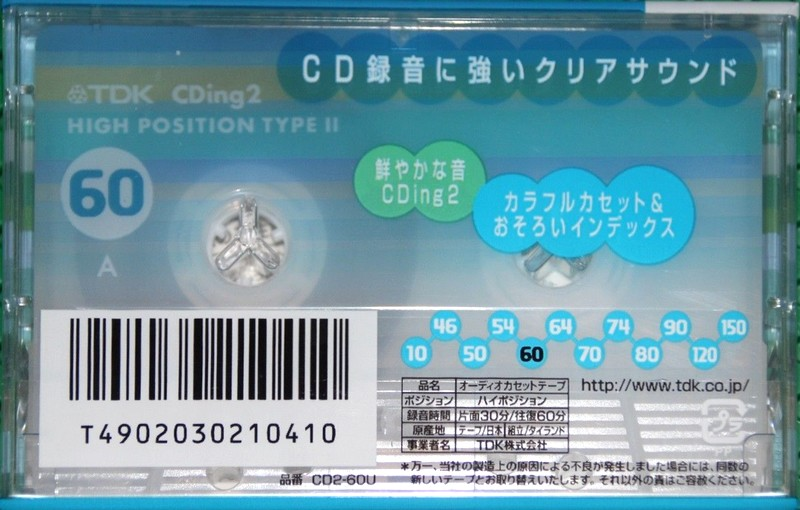 CD録音に強いクリアサウンド
TDK CDing2
HIGH POSITION TYPE II
60
A
鮮やかな音
CDing2
カラフルカセット&
おそろいインデックス
46 54 64 74 90 150
10 50 60 70 80 120
T4902030210410
品名 オーディオカセットテープ
ポジション ハイポジション
録音時間 片面30分/往復60分
原産地 テープ/日本 組立/タイランド
事業者名 TDK株式会社
http://www.tdk.co.jp/
プラ
品番 CD2-60U
*万一、当社の製造上の原因による不良が発生しました場合には、同数の
新しいテープとお取り替えいたします。それ以外の責はご容赦ください。